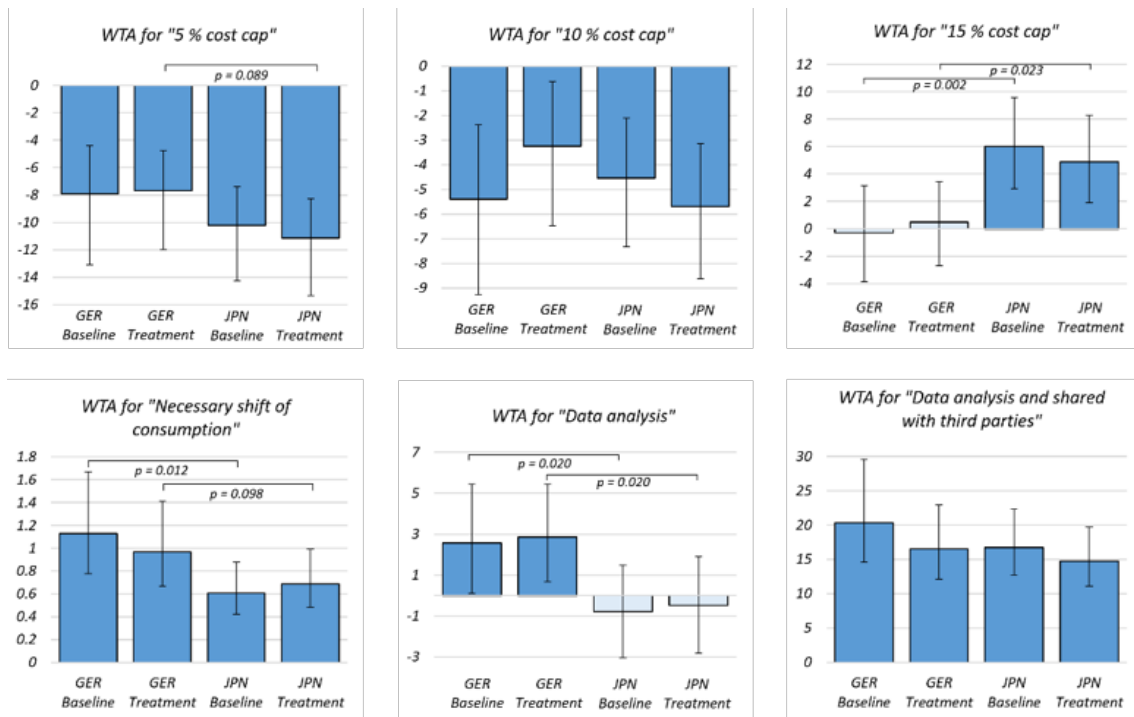 WTA for "5 % cost cap"
p = 0.089
0
-2
-4
-6
-8
-10
-12
-14
-16
GER Baseline
GER Treatment
JPN Baseline
JPN Treatment
WTA for "10 % cost cap"
0
-1
-2
-3
-4
-5
-6
-7
-8
-9
GER Baseline
GER Treatment
JPN Baseline
JPN Treatment
WTA for "15 % cost cap"
p = 0.023
p = 0.002
12
10
8
6
4
2
0
-2
-4
GER Baseline
GER Treatment
JPN Baseline
JPN Treatment
WTA for "Necessary shift of
consumption"
p = 0.012
p = 0.098
1.8
1.6
1.4
1.2
1
0.8
0.6
0.4
0.2
0
GER Baseline
GER Treatment
JPN Baseline
JPN Treatment
WTA for "Data analysis"
p = 0.020
p = 0.020
7
5
3
1
-1
-3
GER Baseline
GER Treatment
JPN Baseline
JPN Treatment
WTA for "Data analysis and shared
with third parties"
30
25
20
15
10
5
0
GER Baseline
GER Treatment
JPN Baseline
JPN Treatment